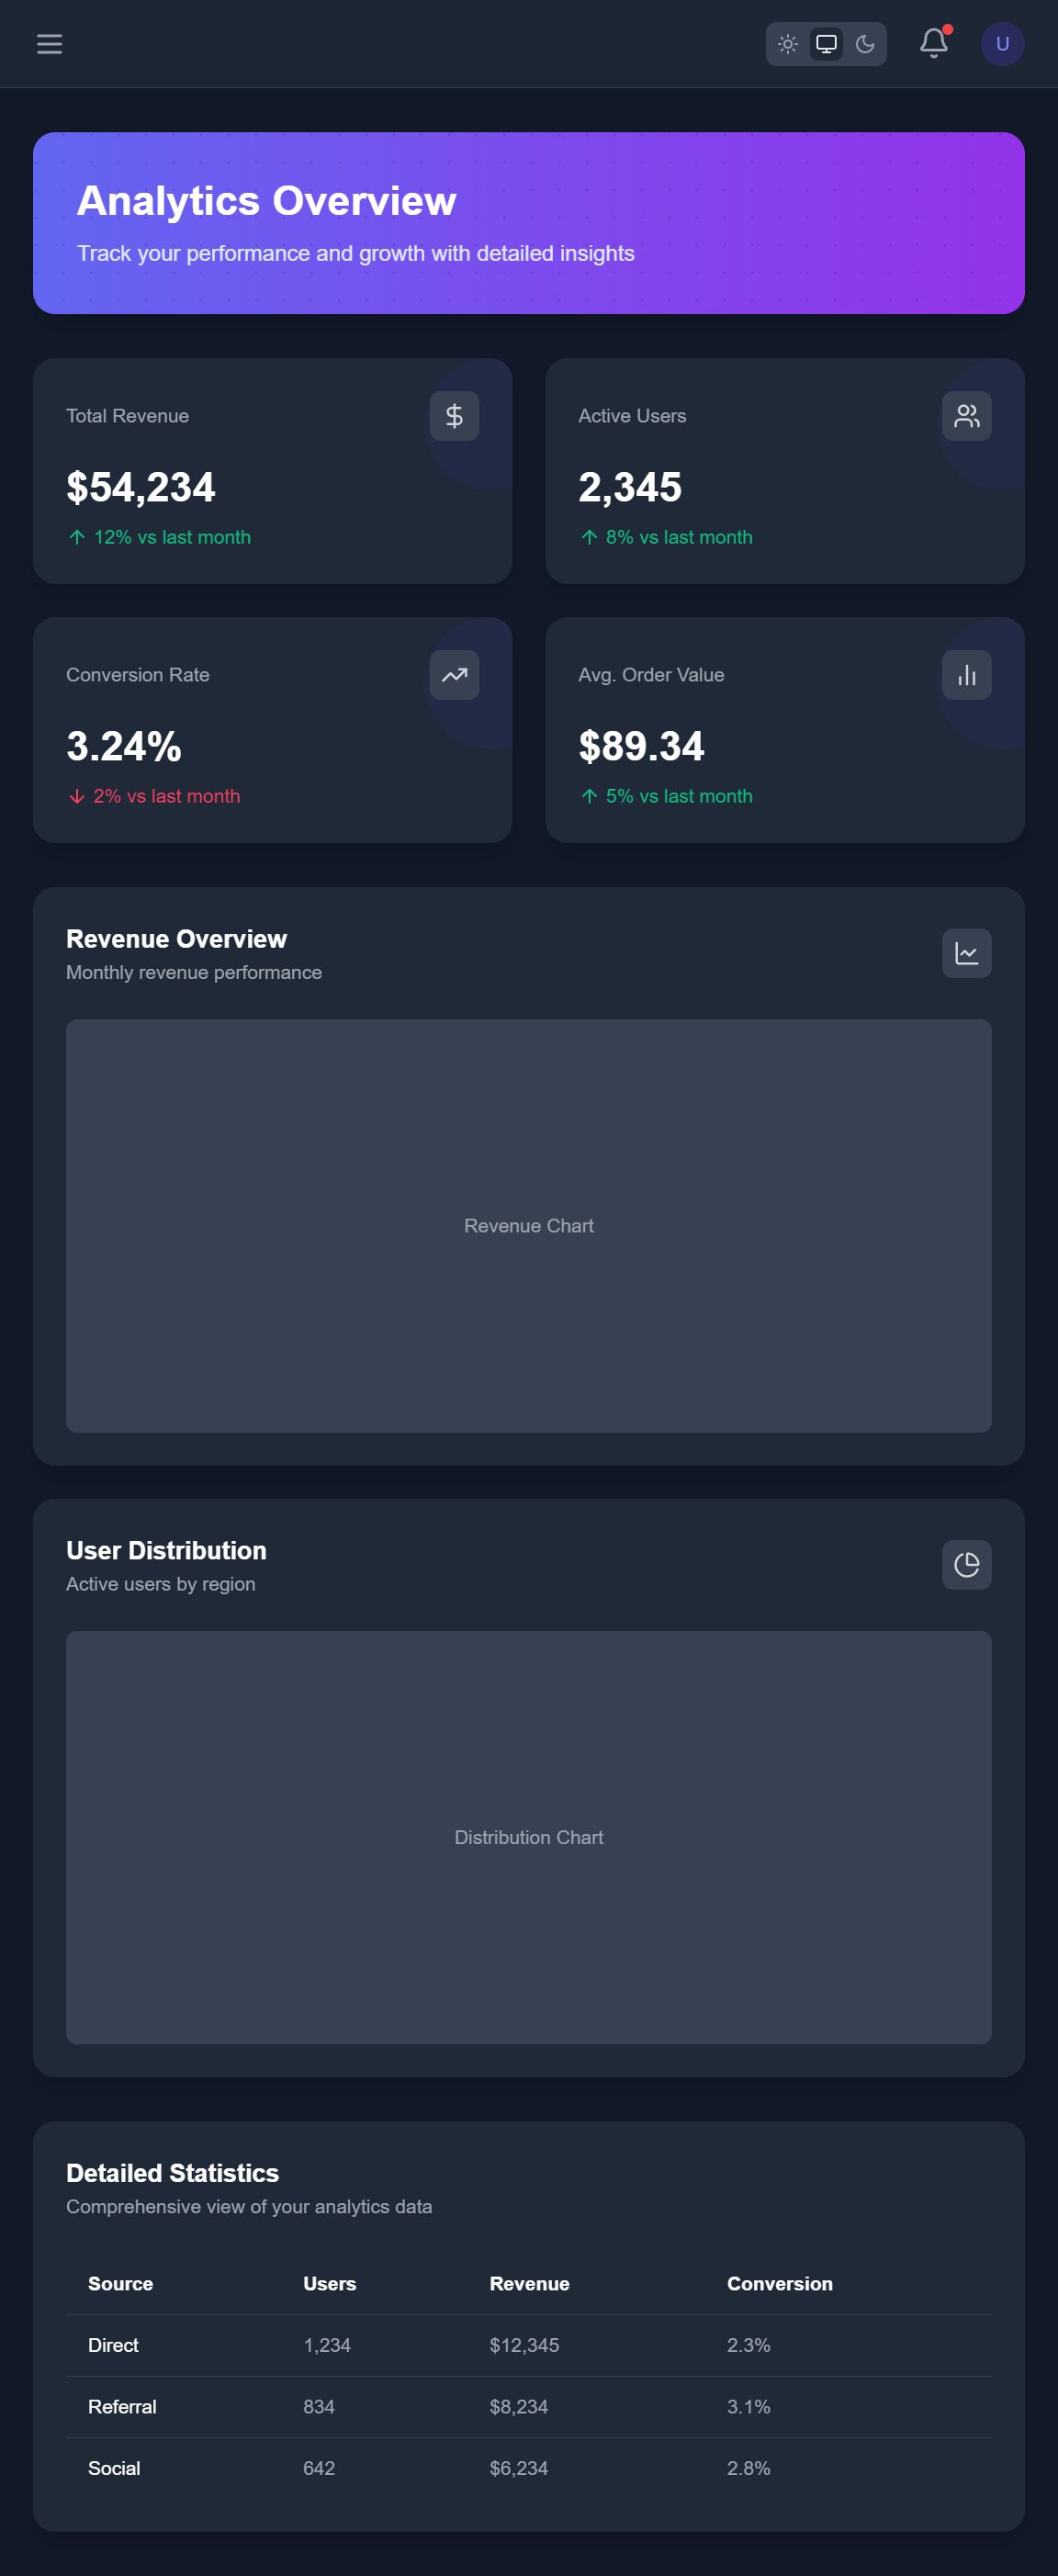 U
Analytics Overview
Track your performance and growth with detailed insights
Total Revenue
$54,234
12% vs last month
Active Users
2,345
8% vs last month
Conversion Rate
3.24%
2% vs last month
Avg. Order Value
$89.34
5% vs last month
Revenue Overview
Monthly revenue performance
Revenue Chart
User Distribution
Active users by region
Distribution Chart
Detailed Statistics
Comprehensive view of your analytics data
Source Users Revenue Conversion
Direct 1,234 $12,345 2.3%
Referral 834 $8,234 3.1%
Social 642 $6,234 2.8%